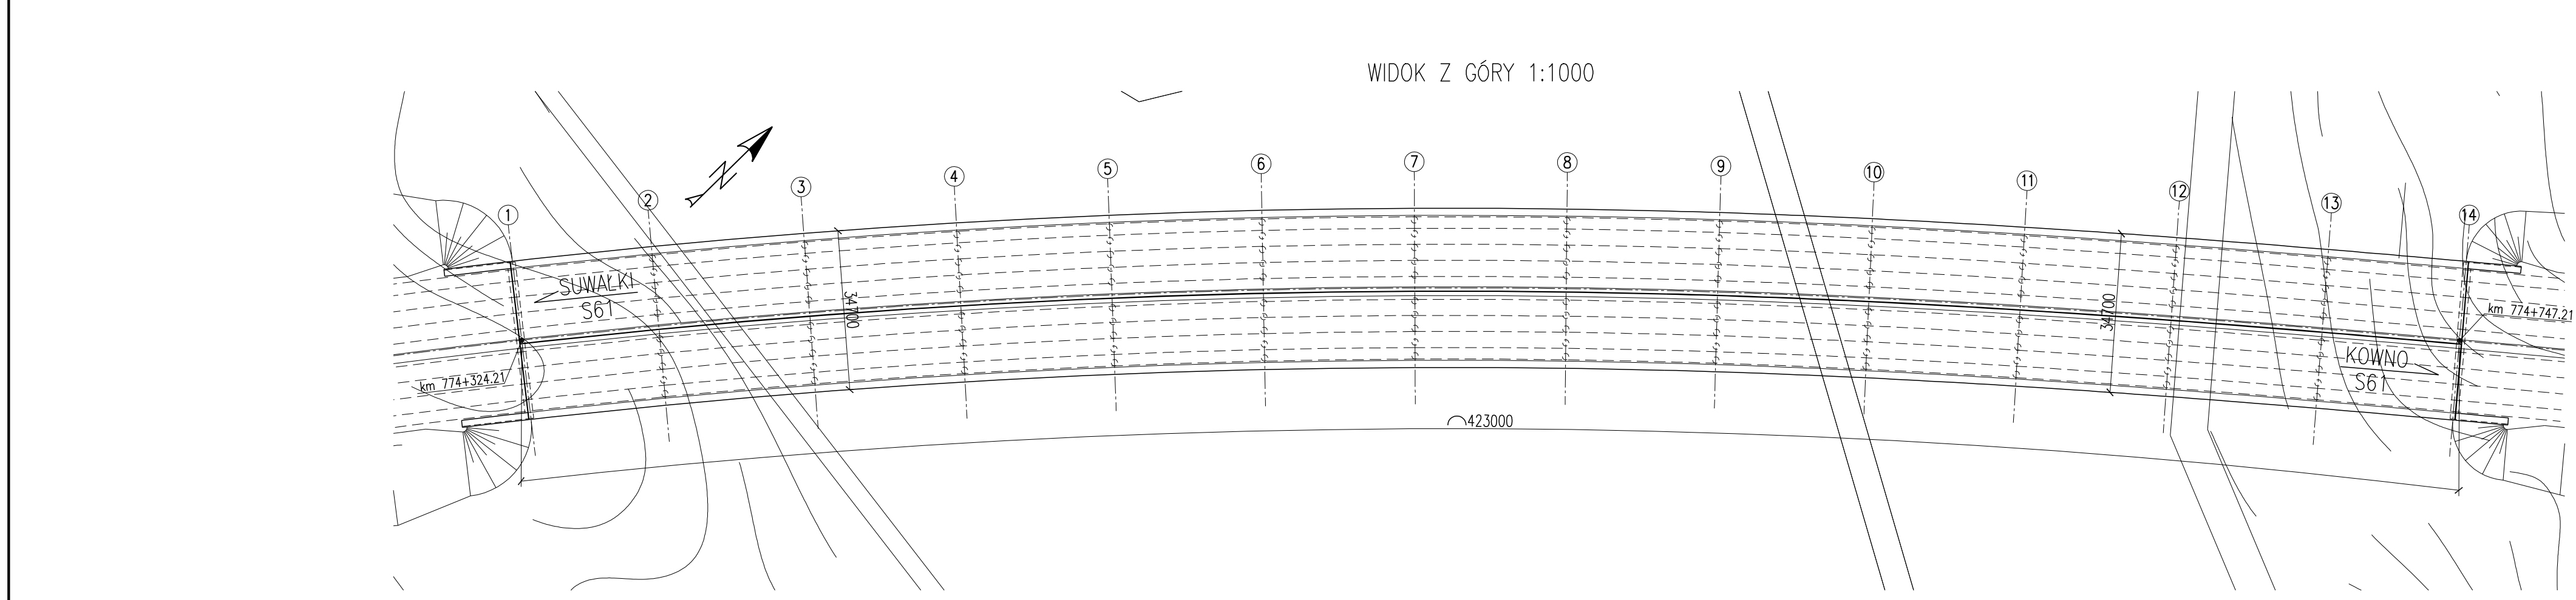 WIDOK Z GÓRY 1:1000
N
1
2
3
4
5
6
7
8
9
10
11
12
13
14
SUWAŁKI
S61
34700
34700
km 774+324.21
km 774+747.21
KOWNO
S61
423000